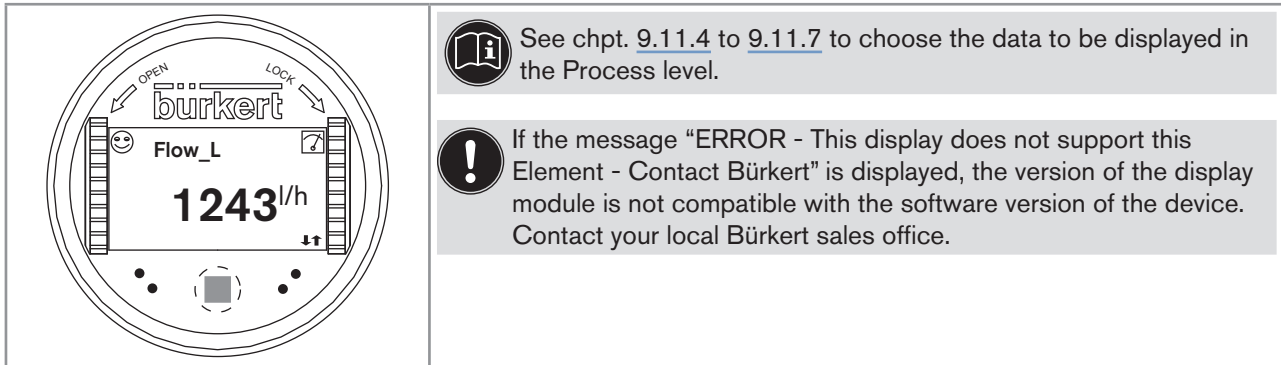 OPEN
LOCK
bürkert
Flow_L
1243 l/h
See chpt. 9.11.4 to 9.11.7 to choose the data to be displayed in
the Process level.
If the message “ERROR - This display does not support this
Element - Contact Bürkert” is displayed, the version of the display
module is not compatible with the software version of the device.
Contact your local Bürkert sales office.